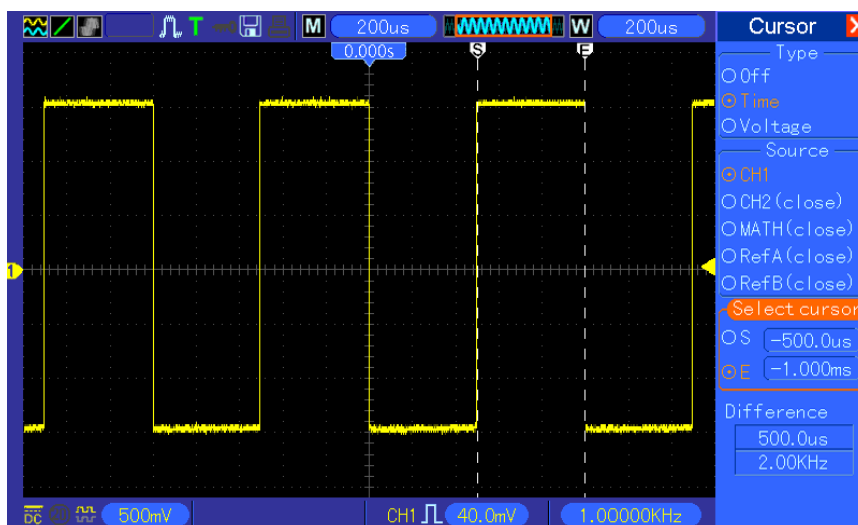 T M 200us W 200us Cursor X
0.000s S E
Type
Off
Time
Voltage
Source
CH1
CH2(close)
MATH(close)
1
RefA(close)
RefB(close)
Select cursor
S -500.0us
E -1.000ms
Difference
500.0us
2.00KHz
DC 500mV CH1 40.0mV 1.00000KHz